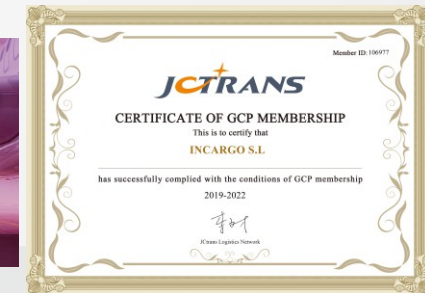 Member ID: 106977
JCTRANS
CERTIFICATE OF GCP MEMBERSHIP
This is to certify that
INCARGO S.L
has successfully complied with the conditions of GCP membership
2019-2022
JCtrans Logistics Network